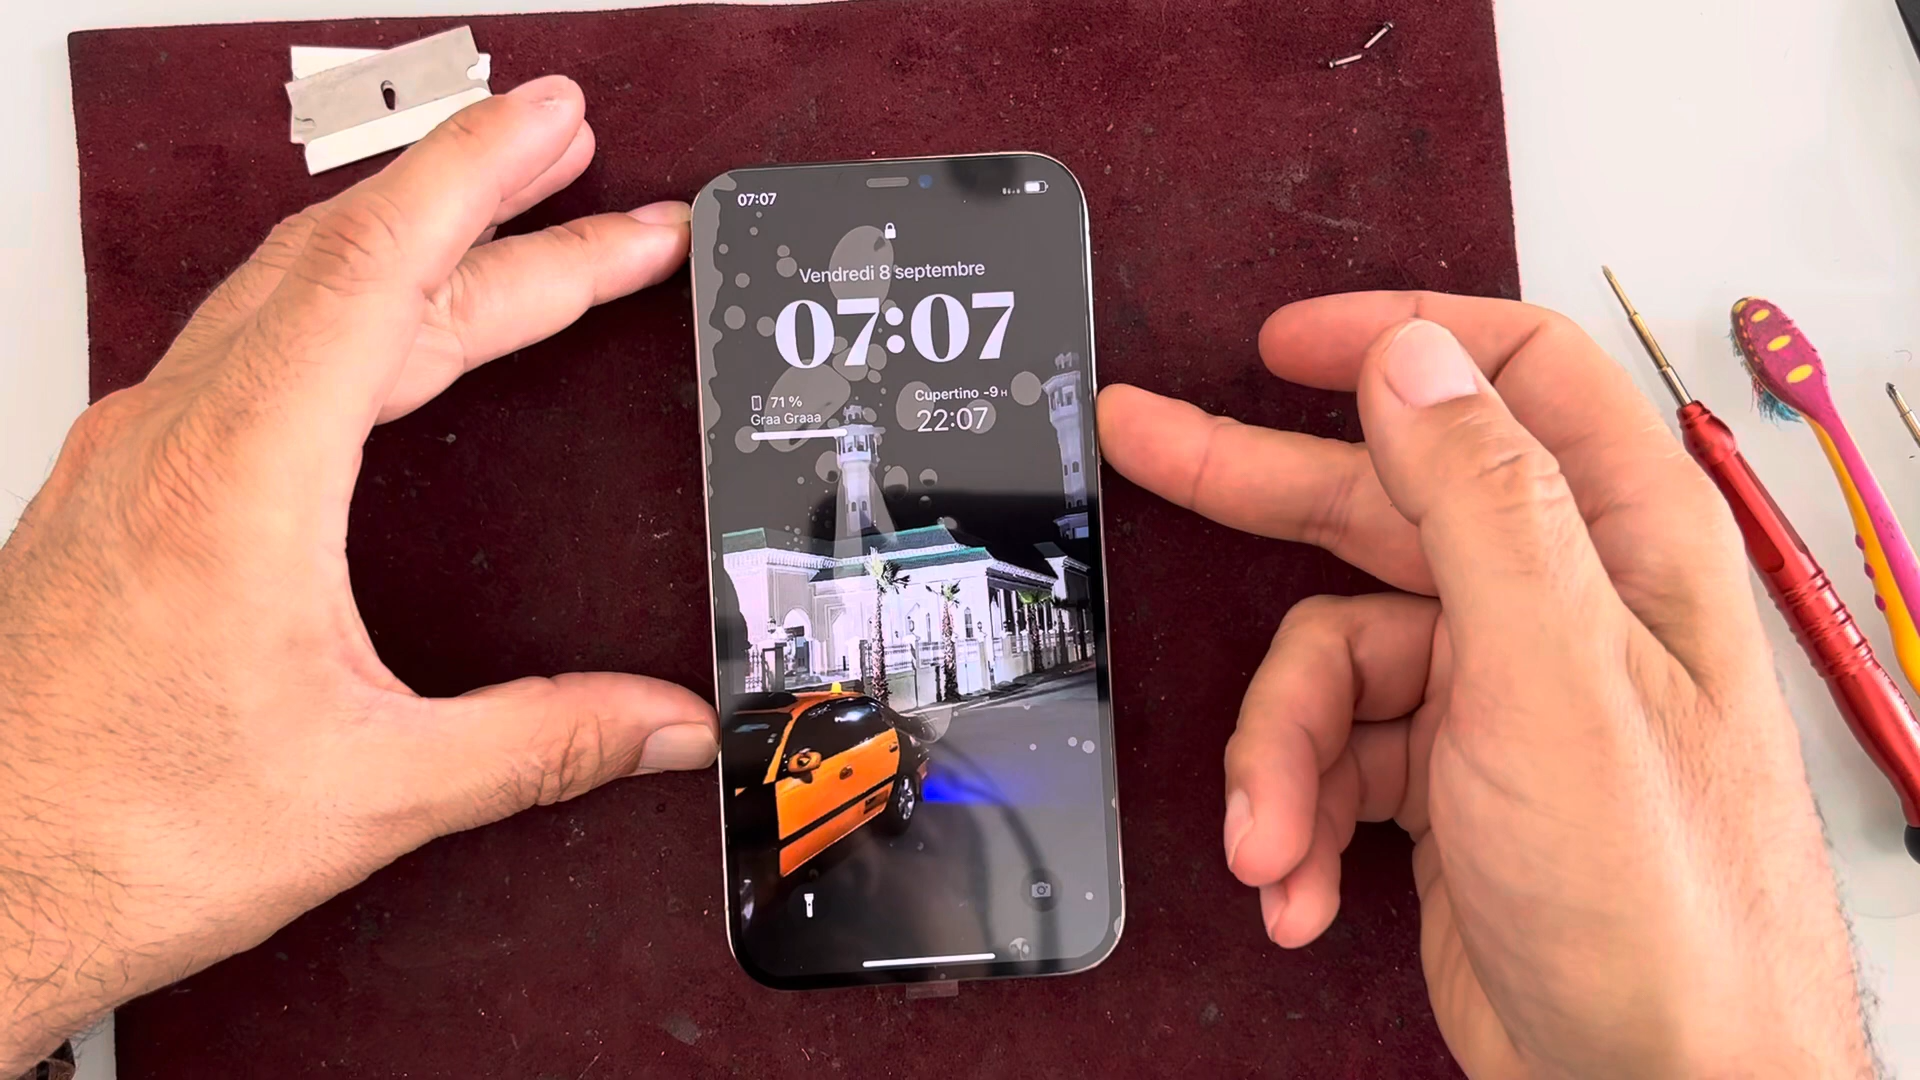 07:07
Vendredi 8 septembre
07:07
71 %
Graa Graaa
Cupertino -9 H
22:07